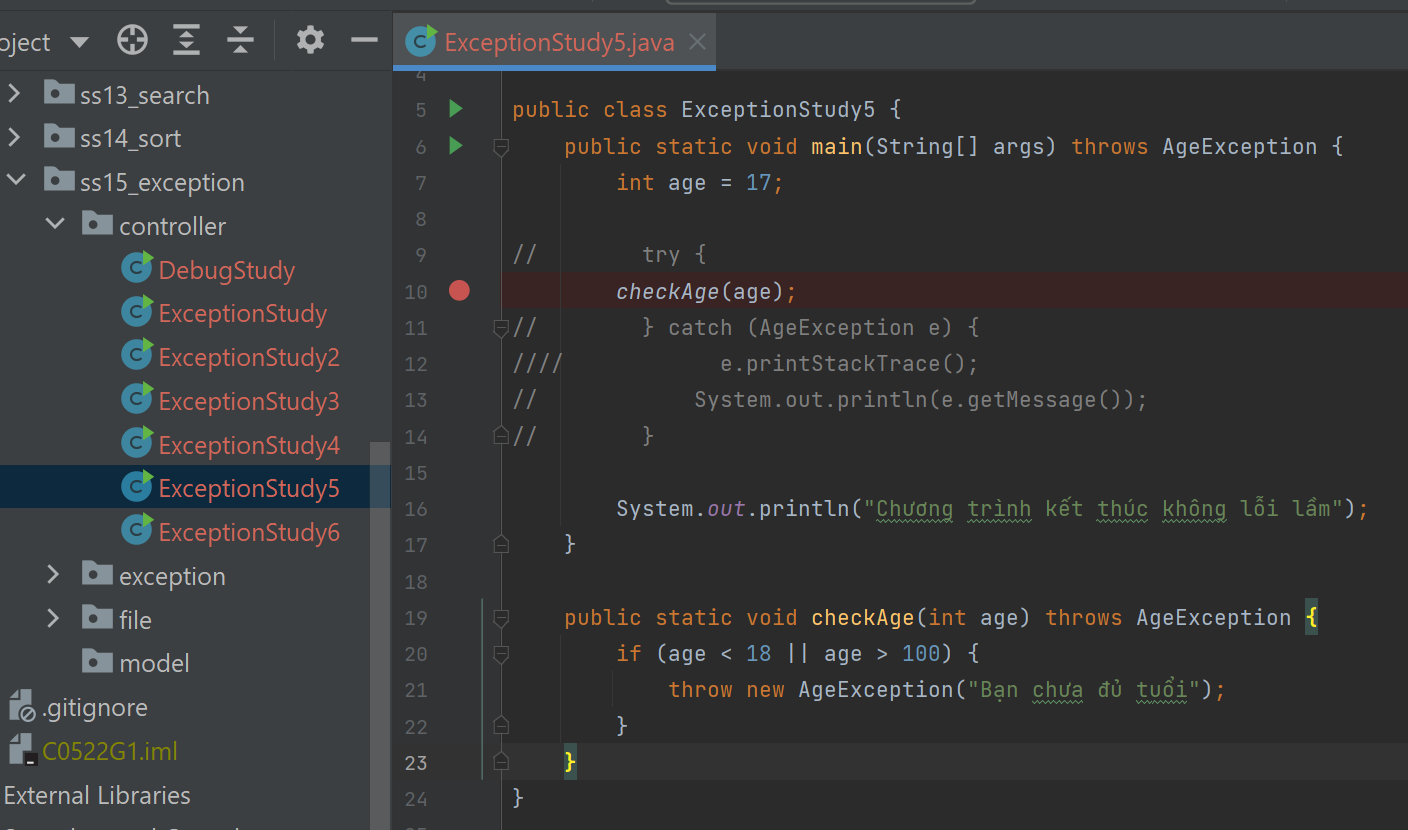 oject
ss13_search
ss14_sort
ss15_exception
controller
DebugStudy
ExceptionStudy
ExceptionStudy2
ExceptionStudy3
ExceptionStudy4
ExceptionStudy5
ExceptionStudy6
exception
file
model
.gitignore
C0522G1.iml
External Libraries
ExceptionStudy5.java
4
5 public class ExceptionStudy5 {
6 public static void main(String[] args) throws AgeException {
7 int age = 17;
8
9 // try {
10 checkAge(age);
11 // } catch (AgeException e) {
12 //// e.printStackTrace();
13 // System.out.println(e.getMessage());
14 // }
15
16 System.out.println("Chương trình kết thúc không lỗi lầm");
17 }
18
19 public static void checkAge(int age) throws AgeException {
20 if (age < 18 || age > 100) {
21 throw new AgeException("Bạn chưa đủ tuổi");
22 }
23 }
24 }